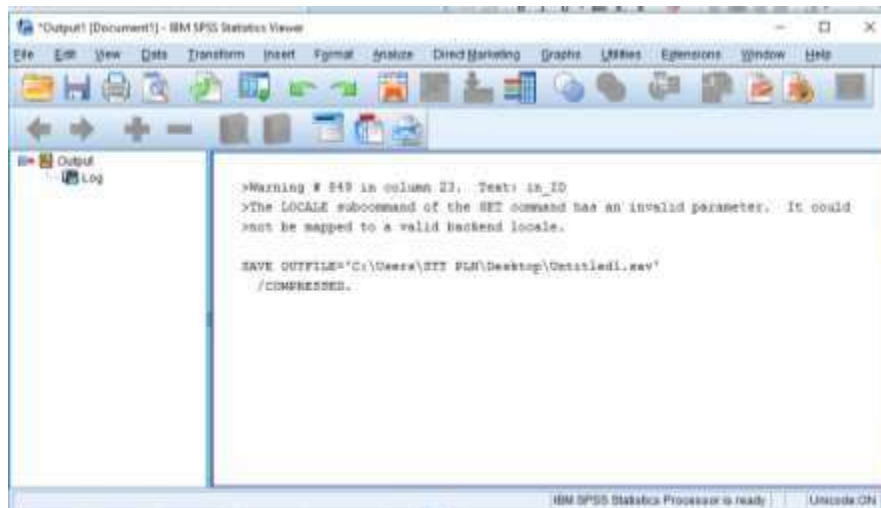 *Output1 [Document1] - IBM SPSS Statistics Viewer
File Edit View Data Transform Insert Format Analyze Direct Marketing Graphs Utilities Extensions Window Help
Output
Log
>Warning # 849 in column 23. Text: in_ID
>The LOCALE subcommand of the SET command has an invalid parameter. It could
>not be mapped to a valid backend locale.
SAVE OUTFILE='C:\Users\STT PLN\Desktop\Untitled1.sav'
/COMPRESSED.
IBM SPSS Statistics Processor is ready
Unicode:ON